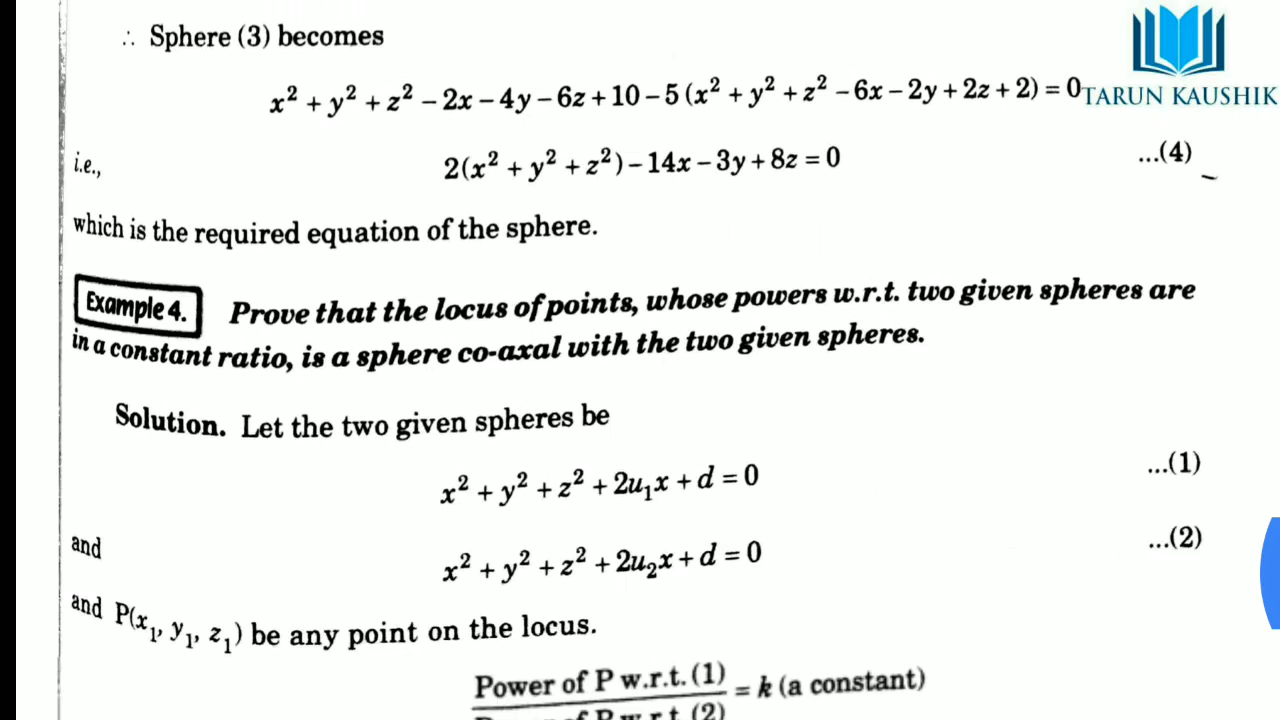 ∴ Sphere (3) becomes
x² + y² + z² − 2x − 4y − 6z + 10 − 5 (x² + y² + z² − 6x − 2y + 2z + 2) = 0
TARUN KAUSHIK
i.e., 2(x² + y² + z²) − 14x − 3y + 8z = 0 ...(4)
which is the required equation of the sphere.
Example 4. Prove that the locus of points, whose powers w.r.t. two given spheres are
in a constant ratio, is a sphere co-axal with the two given spheres.
Solution. Let the two given spheres be
x² + y² + z² + 2u₁x + d = 0 ...(1)
and x² + y² + z² + 2u₂x + d = 0 ...(2)
and P(x₁, y₁, z₁) be any point on the locus.
Power of P w.r.t. (1)
= k (a constant)
Power of P w.r.t. (2)